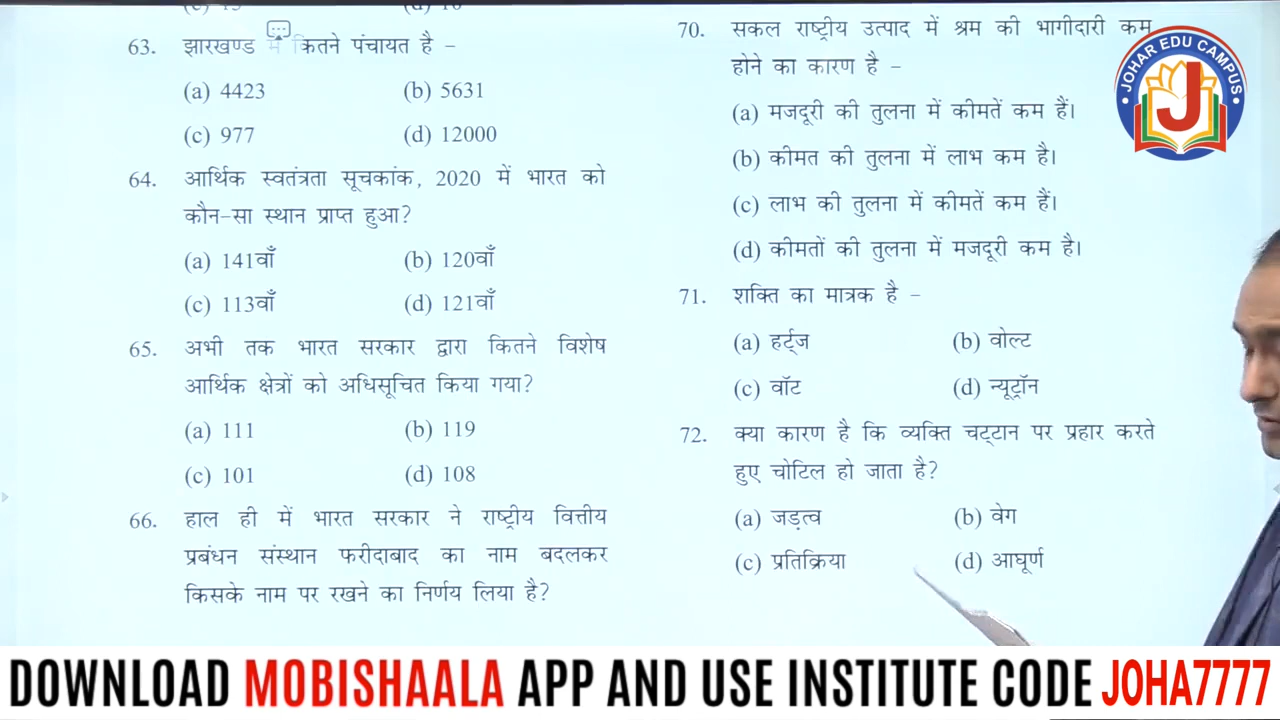 63. झारखण्ड में कितने पंचायत है –
(a) 4423 (b) 5631
(c) 977 (d) 12000
64. आर्थिक स्वतंत्रता सूचकांक, 2020 में भारत को
कौन-सा स्थान प्राप्त हुआ?
(a) 141वाँ (b) 120वाँ
(c) 113वाँ (d) 121वाँ
65. अभी तक भारत सरकार द्वारा कितने विशेष
आर्थिक क्षेत्रों को अधिसूचित किया गया?
(a) 111 (b) 119
(c) 101 (d) 108
66. हाल ही में भारत सरकार ने राष्ट्रीय वित्तीय
प्रबंधन संस्थान फरीदाबाद का नाम बदलकर
किसके नाम पर रखने का निर्णय लिया है?
70. सकल राष्ट्रीय उत्पाद में श्रम की भागीदारी कम
होने का कारण है –
(a) मजदूरी की तुलना में कीमतें कम हैं।
(b) कीमत की तुलना में लाभ कम है।
(c) लाभ की तुलना में कीमतें कम हैं।
(d) कीमतों की तुलना में मजदूरी कम है।
71. शक्ति का मात्रक है –
(a) हर्ट्ज (b) वोल्ट
(c) वॉट (d) न्यूट्रॉन
72. क्या कारण है कि व्यक्ति चट्टान पर प्रहार करते
हुए चोटिल हो जाता है?
(a) जड़त्व (b) वेग
(c) प्रतिक्रिया (d) आघूर्ण
JOHAR EDU CAMPUS
J
DOWNLOAD MOBISHAALA APP AND USE INSTITUTE CODE JOHA7777